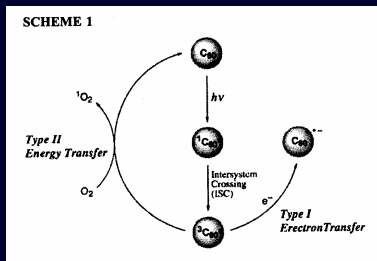 SCHEME 1
C60
hν
¹O2
Type II
Energy Transfer
O2
¹C60
C60 •−
Intersystem
Crossing
(ISC)
e⁻
Type I
ErectronTransfer
³C60